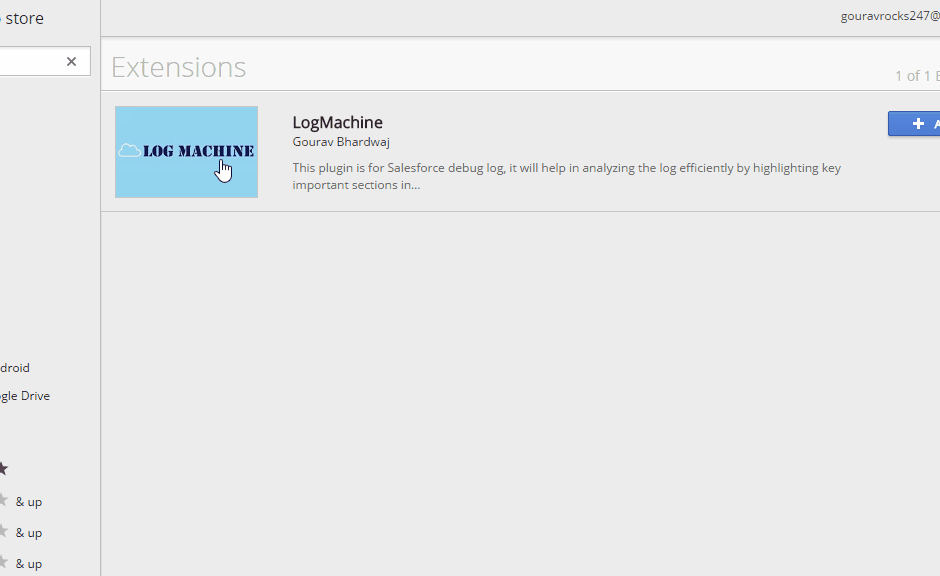 store
gouravrocks247@
Extensions
1 of 1
LOG MACHINE
LogMachine
Gourav Bhardwaj
This plugin is for Salesforce debug log, it will help in analyzing the log efficiently by highlighting key
important sections in...
droid
gle Drive
& up
& up
& up